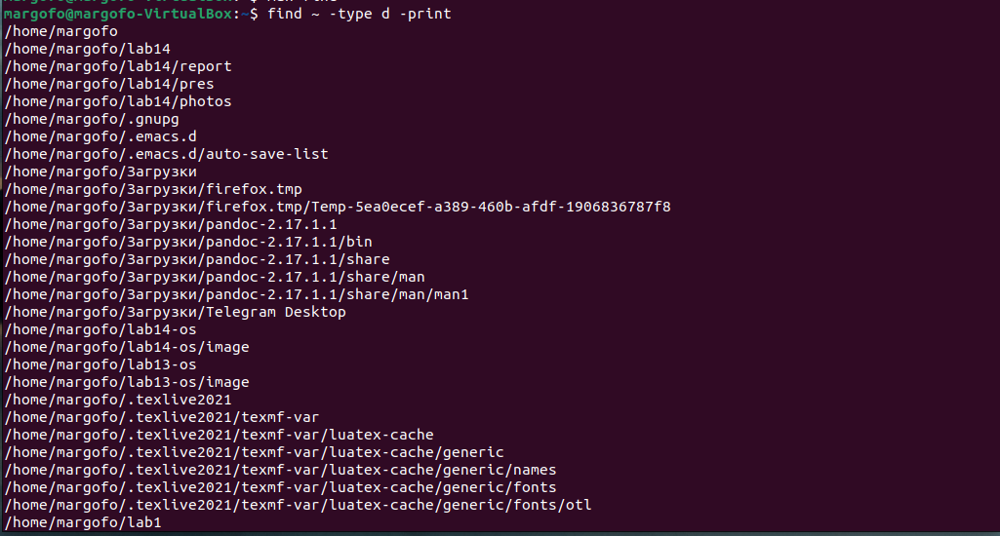 margofo@margofo-VirtualBox:~$ find ~ -type d -print
/home/margofo
/home/margofo/lab14
/home/margofo/lab14/report
/home/margofo/lab14/pres
/home/margofo/lab14/photos
/home/margofo/.gnupg
/home/margofo/.emacs.d
/home/margofo/.emacs.d/auto-save-list
/home/margofo/Загрузки
/home/margofo/Загрузки/firefox.tmp
/home/margofo/Загрузки/firefox.tmp/Temp-5ea0ecef-a389-460b-afdf-1906836787f8
/home/margofo/Загрузки/pandoc-2.17.1.1
/home/margofo/Загрузки/pandoc-2.17.1.1/bin
/home/margofo/Загрузки/pandoc-2.17.1.1/share
/home/margofo/Загрузки/pandoc-2.17.1.1/share/man
/home/margofo/Загрузки/pandoc-2.17.1.1/share/man/man1
/home/margofo/Загрузки/Telegram Desktop
/home/margofo/lab14-os
/home/margofo/lab14-os/image
/home/margofo/lab13-os
/home/margofo/lab13-os/image
/home/margofo/.texlive2021
/home/margofo/.texlive2021/texmf-var
/home/margofo/.texlive2021/texmf-var/luatex-cache
/home/margofo/.texlive2021/texmf-var/luatex-cache/generic
/home/margofo/.texlive2021/texmf-var/luatex-cache/generic/names
/home/margofo/.texlive2021/texmf-var/luatex-cache/generic/fonts
/home/margofo/.texlive2021/texmf-var/luatex-cache/generic/fonts/otl
/home/margofo/lab1